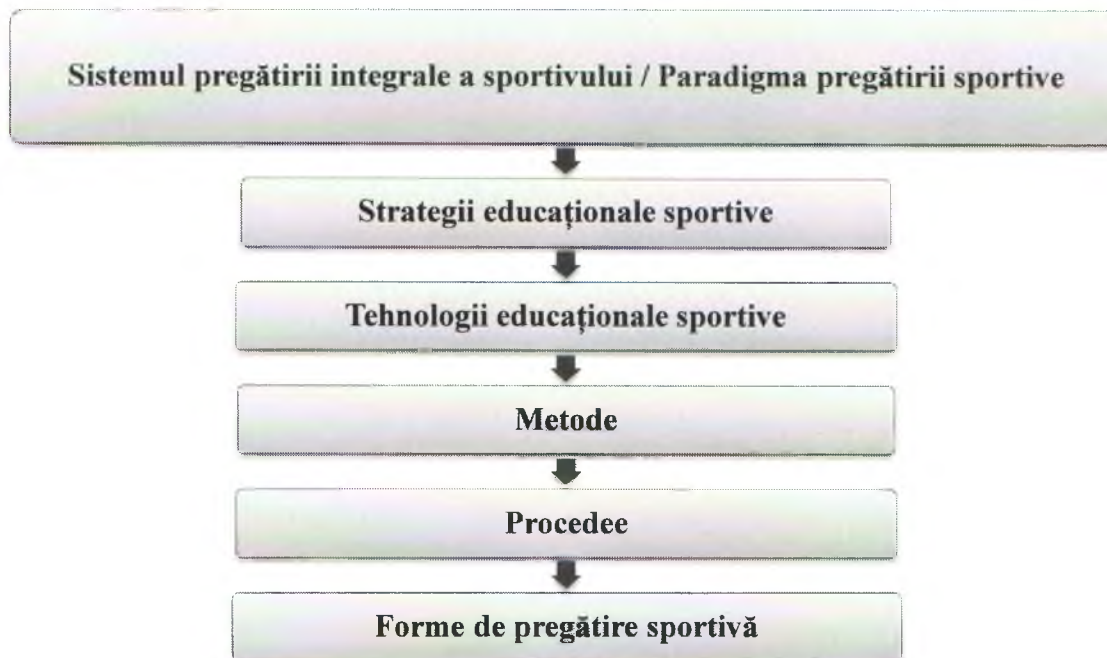 Sistemul pregătirii integrale a sportivului / Paradigma pregătirii sportive
Strategii educaționale sportive
Tehnologii educaționale sportive
Metode
Procedee
Forme de pregătire sportivă